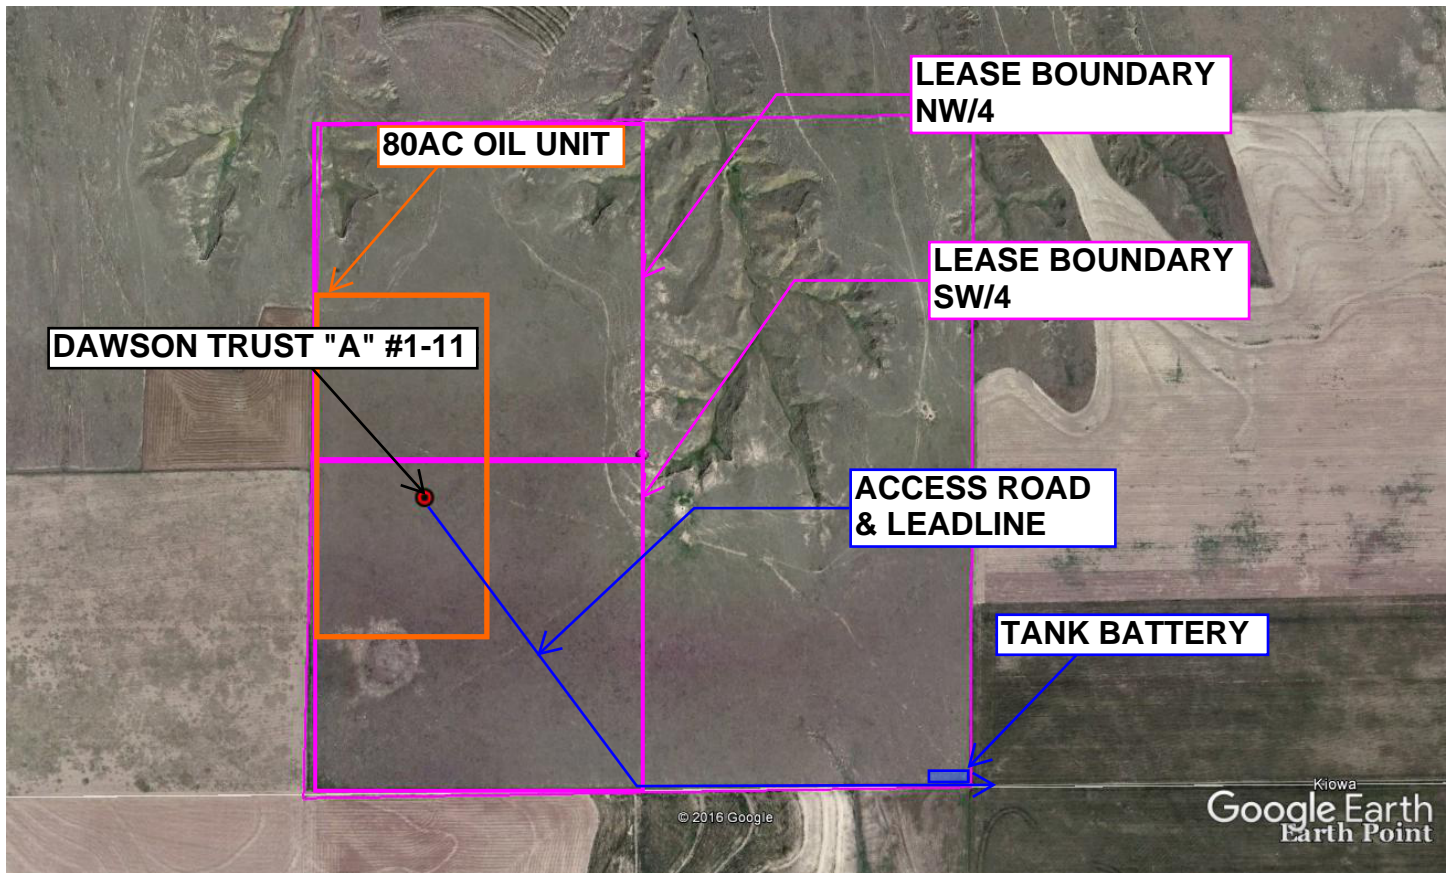 LEASE BOUNDARY
NW/4
80AC OIL UNIT
LEASE BOUNDARY
SW/4
DAWSON TRUST "A" #1-11
ACCESS ROAD
& LEADLINE
TANK BATTERY
Kiowa
© 2016 Google
Google Earth
Earth Point